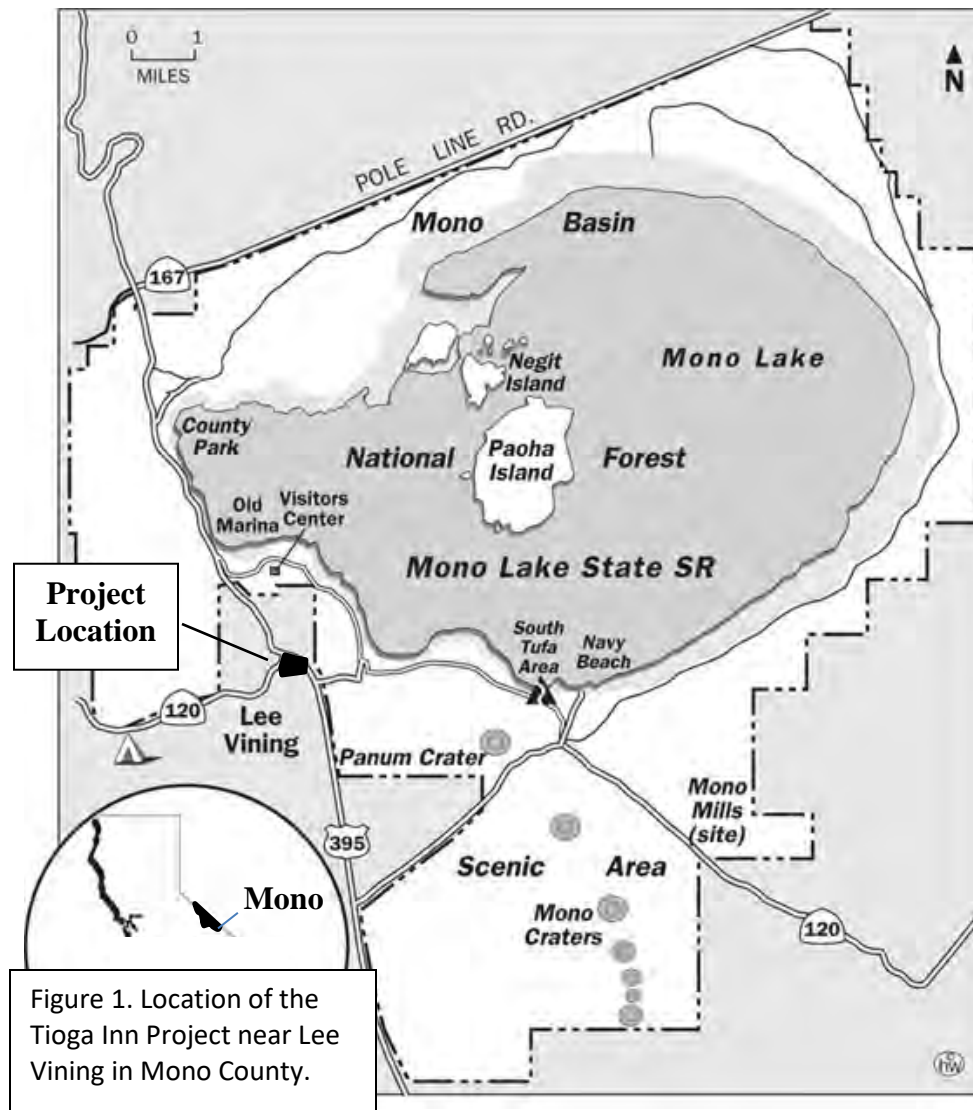 0 1
MILES
N
POLE LINE RD.
Mono Basin
167
Negit
Island
Mono Lake
County
Park
National Forest
Paoha
Island
Old
Marina
Visitors
Center
Mono Lake State SR
Project
Location
South
Tufa
Area
Navy
Beach
120
Lee
Vining
Panum Crater
Mono
Mills
(site)
395
Scenic Area
Mono
Mono
Craters
120
Figure 1. Location of the
Tioga Inn Project near Lee
Vining in Mono County.
©
hw